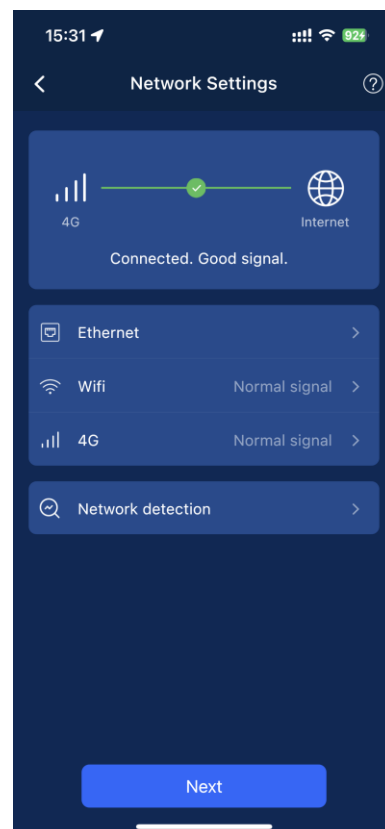 15:31
92
Network Settings
?
4G
Internet
Connected. Good signal.
Ethernet
Wifi Normal signal
4G Normal signal
Network detection
Next